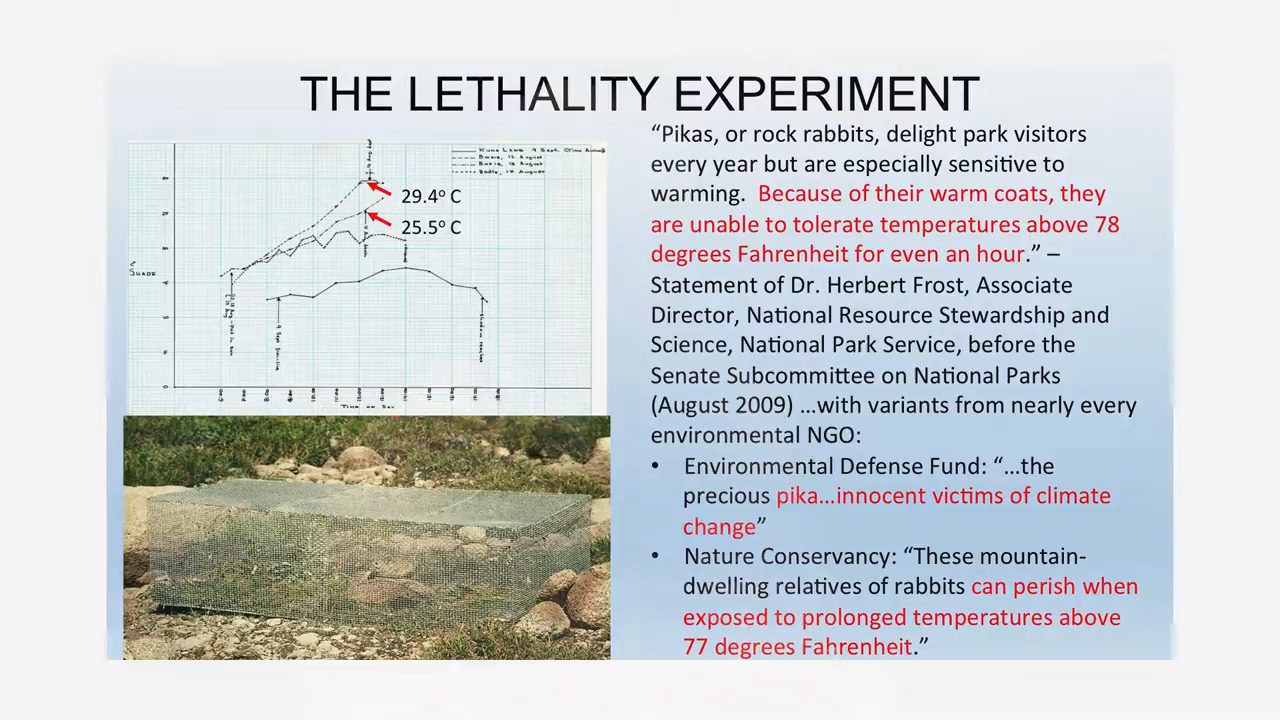 THE LETHALITY EXPERIMENT
29.4° C
25.5° C
SHADE
TIME OF DAY
“Pikas, or rock rabbits, delight park visitors
every year but are especially sensitive to
warming. Because of their warm coats, they
are unable to tolerate temperatures above 78
degrees Fahrenheit for even an hour.” –
Statement of Dr. Herbert Frost, Associate
Director, National Resource Stewardship and
Science, National Park Service, before the
Senate Subcommittee on National Parks
(August 2009) ...with variants from nearly every
environmental NGO:
• Environmental Defense Fund: “...the
precious pika...innocent victims of climate
change”
• Nature Conservancy: “These mountain-
dwelling relatives of rabbits can perish when
exposed to prolonged temperatures above
77 degrees Fahrenheit.”